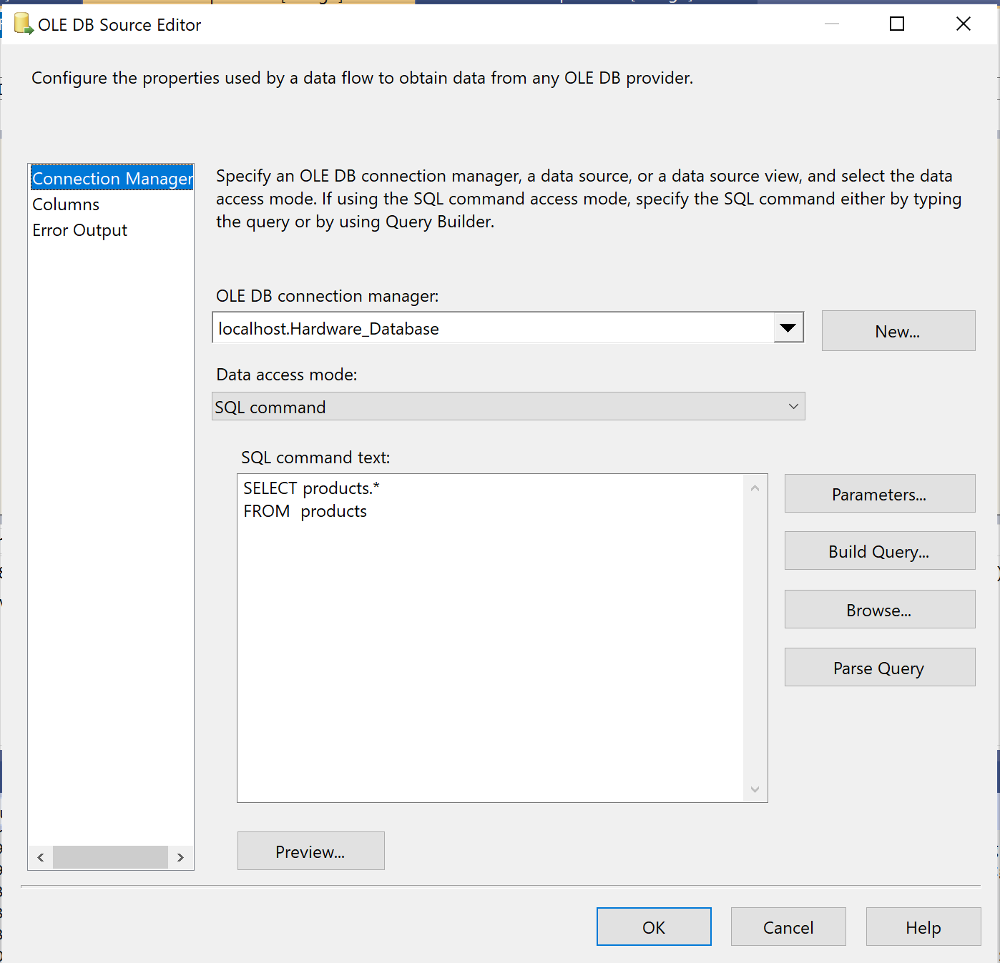 OLE DB Source Editor
Configure the properties used by a data flow to obtain data from any OLE DB provider.
Connection Manager
Columns
Error Output
Specify an OLE DB connection manager, a data source, or a data source view, and select the data
access mode. If using the SQL command access mode, specify the SQL command either by typing
the query or by using Query Builder.
OLE DB connection manager:
localhost.Hardware_Database
New...
Data access mode:
SQL command
SQL command text:
SELECT products.*
FROM  products
Parameters...
Build Query...
Browse...
Parse Query
Preview...
OK
Cancel
Help